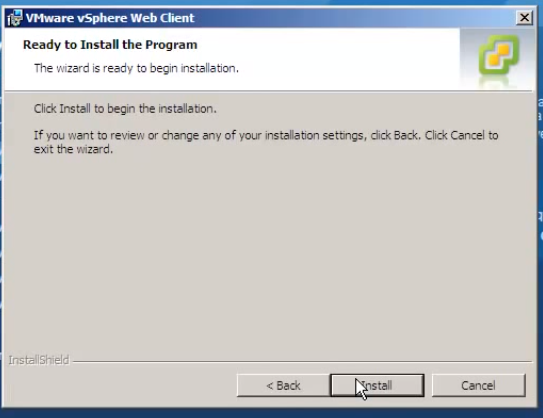 VMware vSphere Web Client
Ready to Install the Program
The wizard is ready to begin installation.
Click Install to begin the installation.
If you want to review or change any of your installation settings, click Back. Click Cancel to
exit the wizard.
InstallShield
< Back Install Cancel